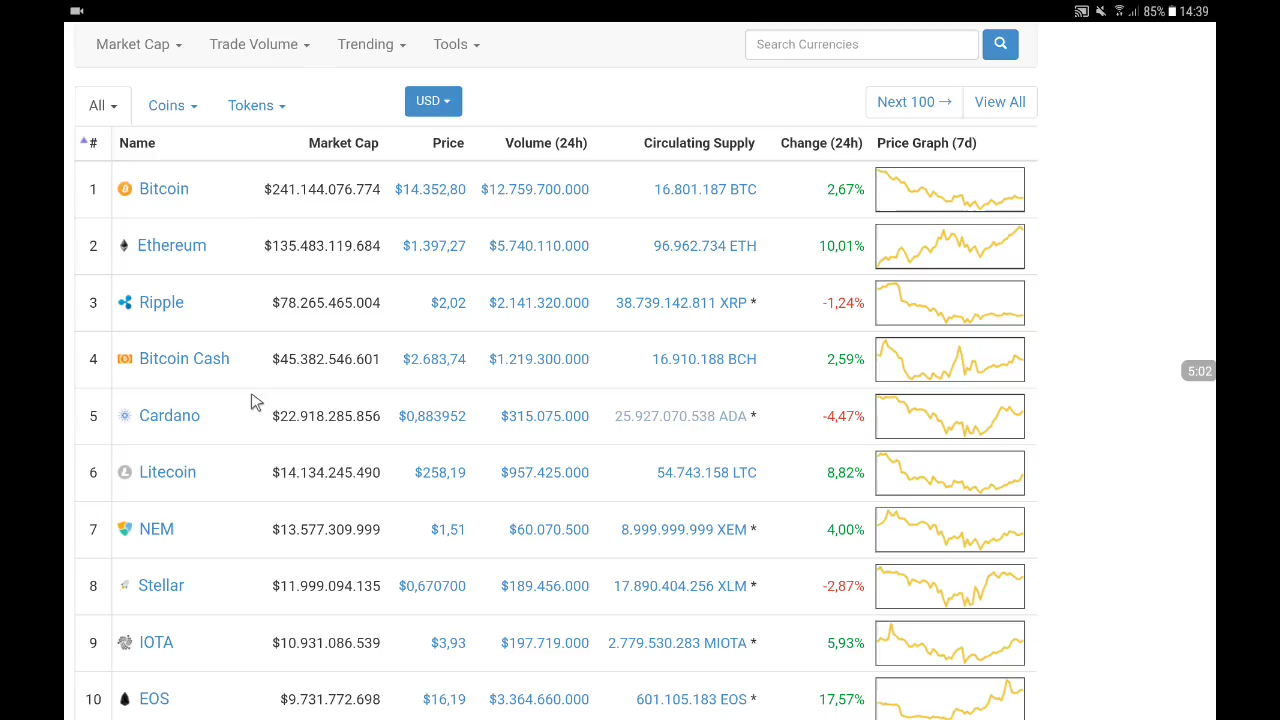 85% 14:39
Market Cap Trade Volume Trending Tools Search Currencies
All Coins Tokens USD Next 100 → View All
# Name Market Cap Price Volume (24h) Circulating Supply Change (24h) Price Graph (7d)
1 Bitcoin $241.144.076.774 $14.352,80 $12.759.700.000 16.801.187 BTC 2,67%
2 Ethereum $135.483.119.684 $1.397,27 $5.740.110.000 96.962.734 ETH 10,01%
3 Ripple $78.265.465.004 $2,02 $2.141.320.000 38.739.142.811 XRP * -1,24%
4 Bitcoin Cash $45.382.546.601 $2.683,74 $1.219.300.000 16.910.188 BCH 2,59%
5:02
5 Cardano $22.918.285.856 $0,883952 $315.075.000 25.927.070.538 ADA * -4,47%
6 Litecoin $14.134.245.490 $258,19 $957.425.000 54.743.158 LTC 8,82%
7 NEM $13.577.309.999 $1,51 $60.070.500 8.999.999.999 XEM * 4,00%
8 Stellar $11.999.094.135 $0,670700 $189.456.000 17.890.404.256 XLM * -2,87%
9 IOTA $10.931.086.539 $3,93 $197.719.000 2.779.530.283 MIOTA * 5,93%
10 EOS $9.731.772.698 $16,19 $3.364.660.000 601.105.183 EOS * 17,57%